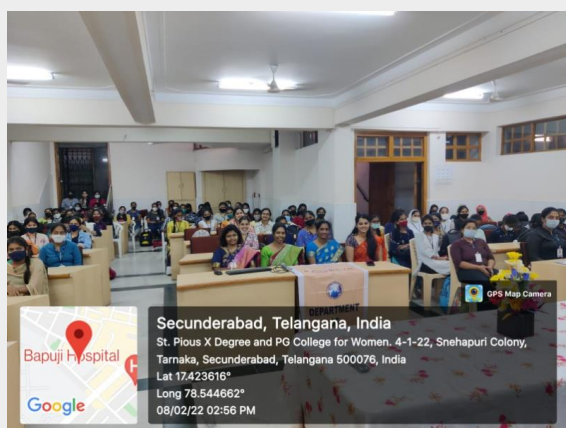 DEPARTMENT
GPS Map Camera
Bapuji Hospital
H
Google
Secunderabad, Telangana, India
St. Pious X Degree and PG College for Women. 4-1-22, Snehapuri Colony,
Tarnaka, Secunderabad, Telangana 500076, India
Lat 17.423616°
Long 78.544662°
08/02/22 02:56 PM